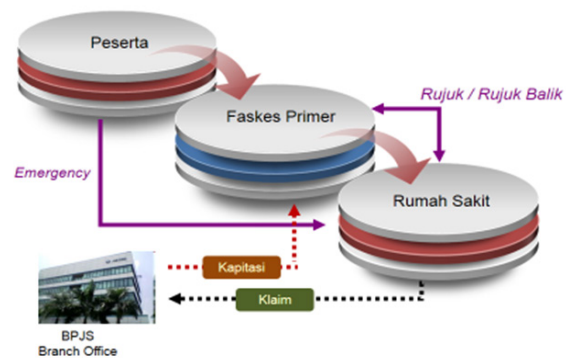 Peserta
Faskes Primer
Rujuk / Rujuk Balik
Emergency
Rumah Sakit
Kapitasi
Klaim
BPJS
Branch Office